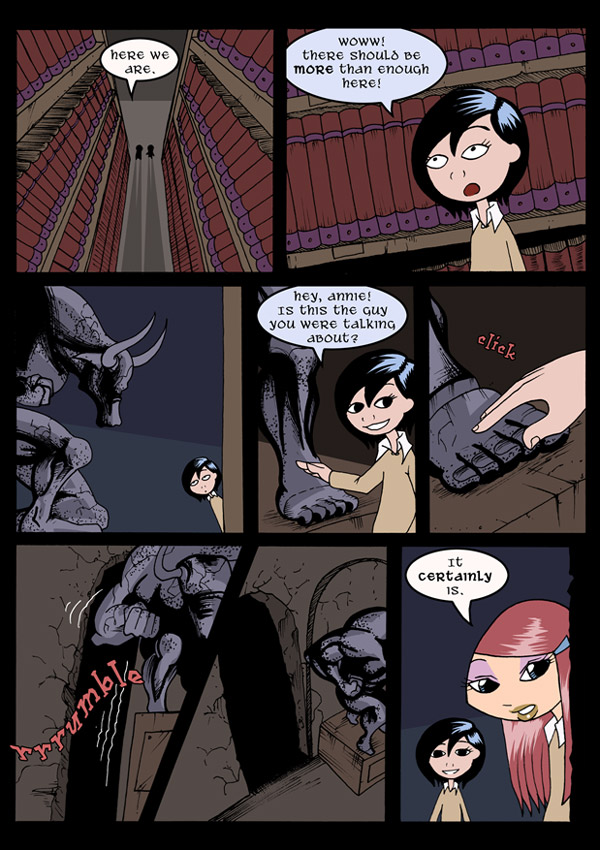 Here we
are.
Woww!
There should be
more than enough
here!
Hey, Annie!
Is this the guy
you were talking
about?
click
rrrumble
It
certainly
is.